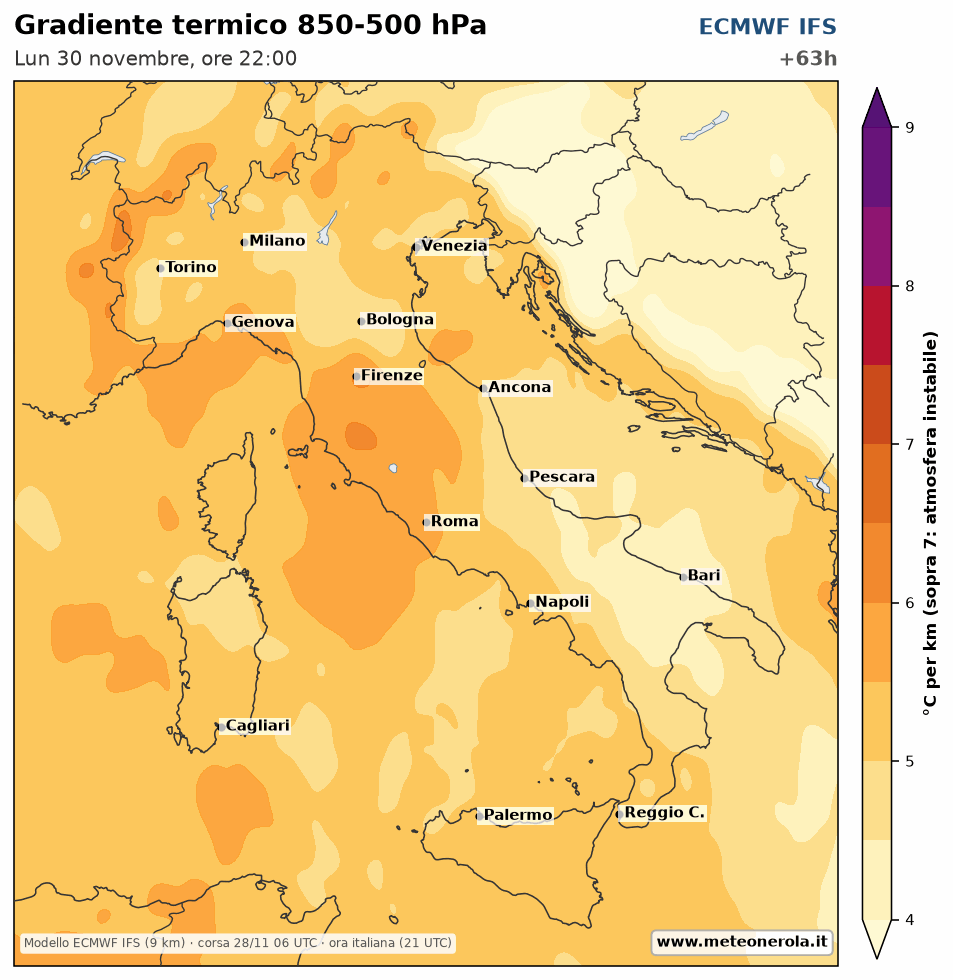 Gradiente termico 850-500 hPa
ECMWF IFS
Lun 30 novembre, ore 22:00
+63h
Milano
Venezia
Torino
Genova
Bologna
Firenze
Ancona
Pescara
Roma
Bari
Napoli
Cagliari
Palermo
Reggio C.
9
8
7
6
5
4
°C per km (sopra 7: atmosfera instabile)
Modello ECMWF IFS (9 km) · corsa 28/11 06 UTC · ora italiana (21 UTC)
www.meteonerola.it